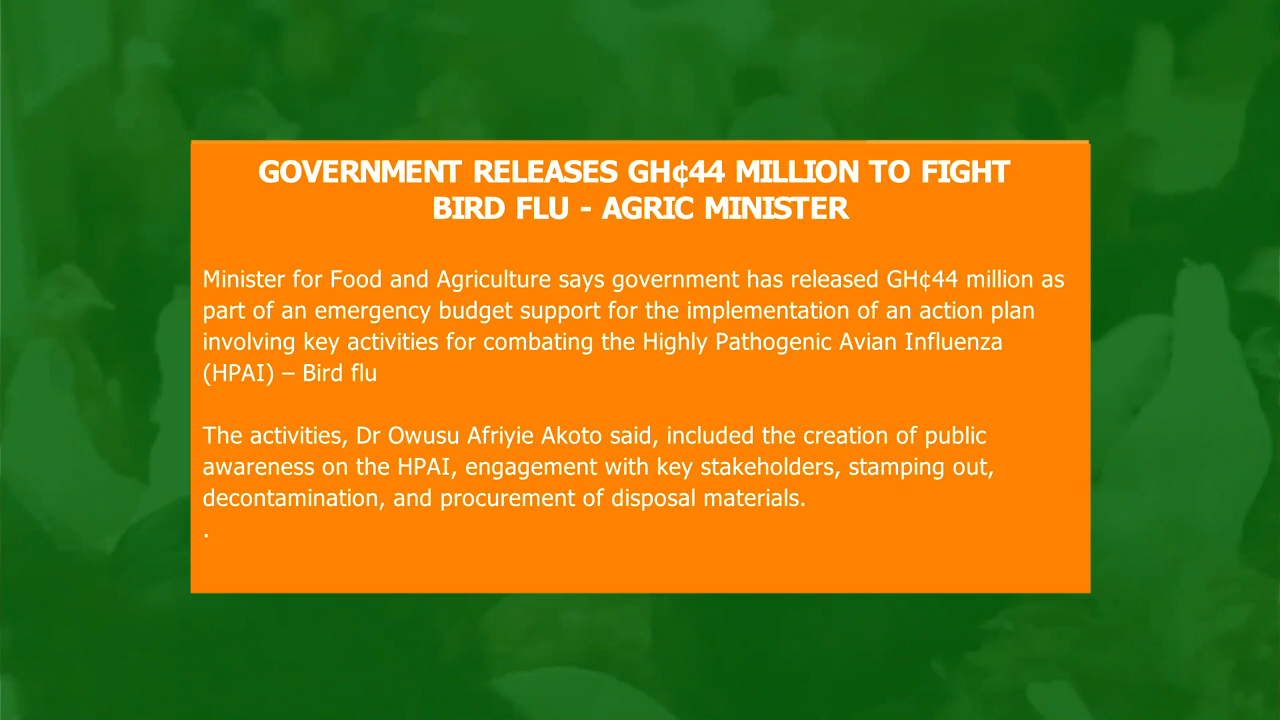 GOVERNMENT RELEASES GH¢44 MILLION TO FIGHT
BIRD FLU - AGRIC MINISTER
Minister for Food and Agriculture says government has released GH¢44 million as
part of an emergency budget support for the implementation of an action plan
involving key activities for combating the Highly Pathogenic Avian Influenza
(HPAI) – Bird flu
The activities, Dr Owusu Afriyie Akoto said, included the creation of public
awareness on the HPAI, engagement with key stakeholders, stamping out,
decontamination, and procurement of disposal materials.
.